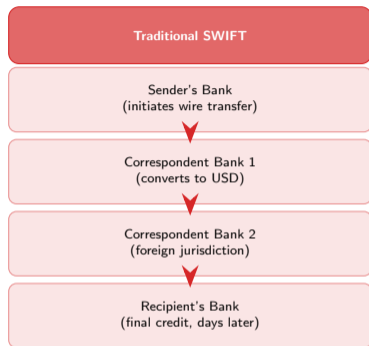 Traditional SWIFT
Sender's Bank
(initiates wire transfer)
Correspondent Bank 1
(converts to USD)
Correspondent Bank 2
(foreign jurisdiction)
Recipient's Bank
(final credit, days later)